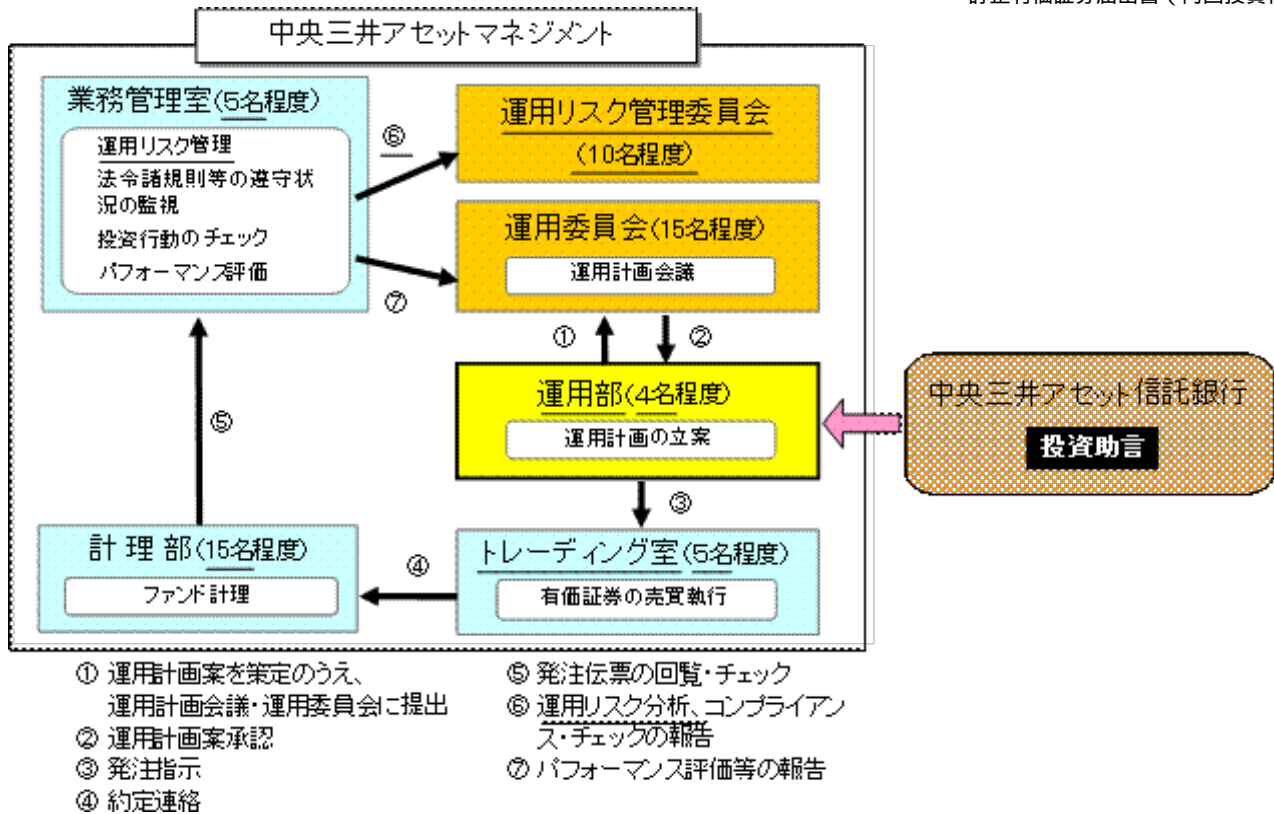 中央三井アセットマネジメント
業務管理室(5名程度)
運用リスク管理
法令諸規則等の遵守状
況の監視
投資行動のチェック
パフォーマンス評価
⑥
運用リスク管理委員会
(10名程度)
運用委員会(15名程度)
運用計画会議
⑦
① ②
運用部(4名程度)
運用計画の立案
中央三井アセット信託銀行
投資助言
⑤
③
計理部(15名程度)
ファンド計理
④
トレーディング室(5名程度)
有価証券の売買執行
① 運用計画案を策定のうえ、
運用計画会議・運用委員会に提出
② 運用計画案承認
③ 発注指示
④ 約定連絡
⑤ 発注伝票の回覧・チェック
⑥ 運用リスク分析、コンプライアン
ス・チェックの報告
⑦ パフォーマンス評価等の報告